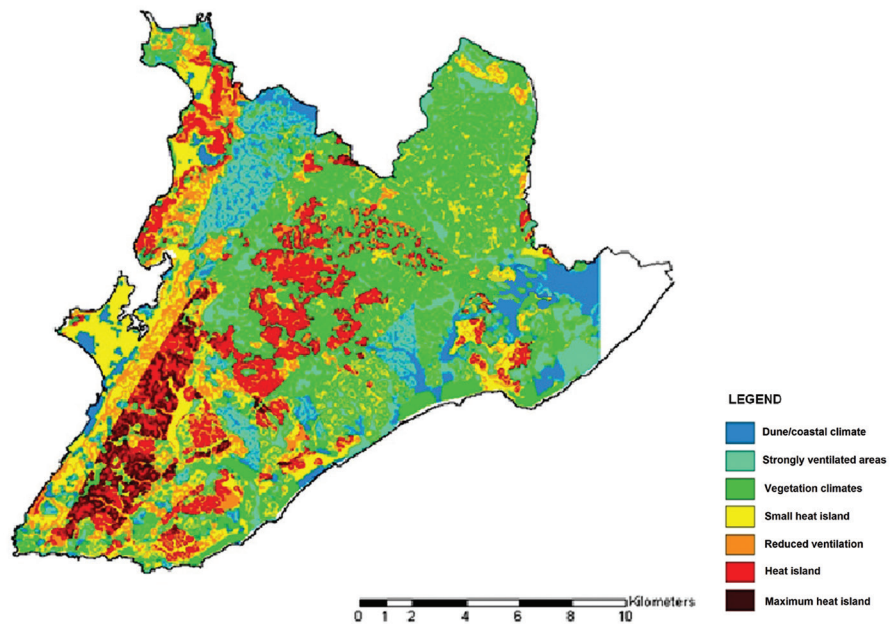 LEGEND
Dune/coastal climate
Strongly ventilated areas
Vegetation climates
Small heat island
Reduced ventilation
Heat island
Maximum heat island
Kilometers
0 1 2 4 6 8 10